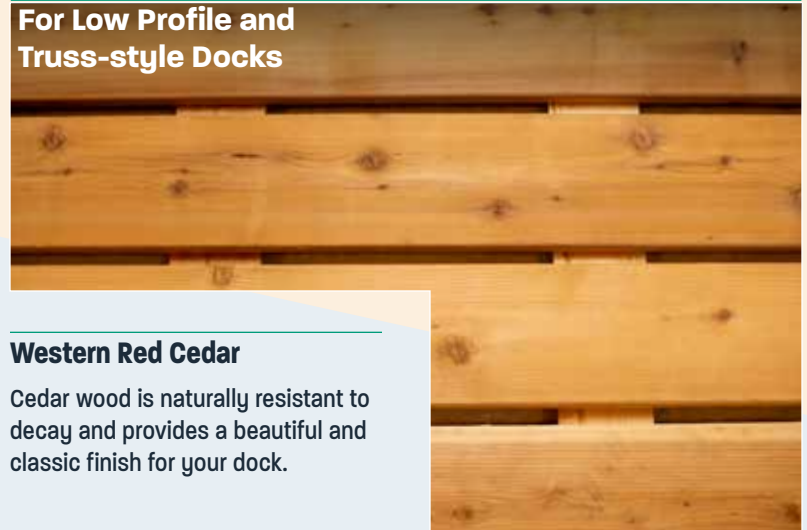 For Low Profile and
Truss-style Docks
Western Red Cedar
Cedar wood is naturally resistant to
decay and provides a beautiful and
classic finish for your dock.